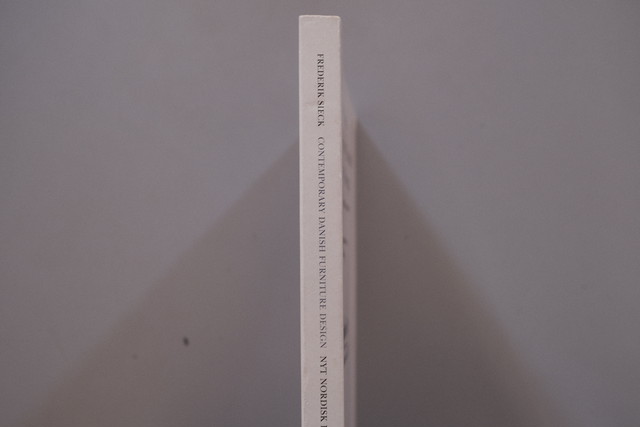 FREDERIK SIECK CONTEMPORARY DANISH FURNITURE DESIGN NYT NORDISK